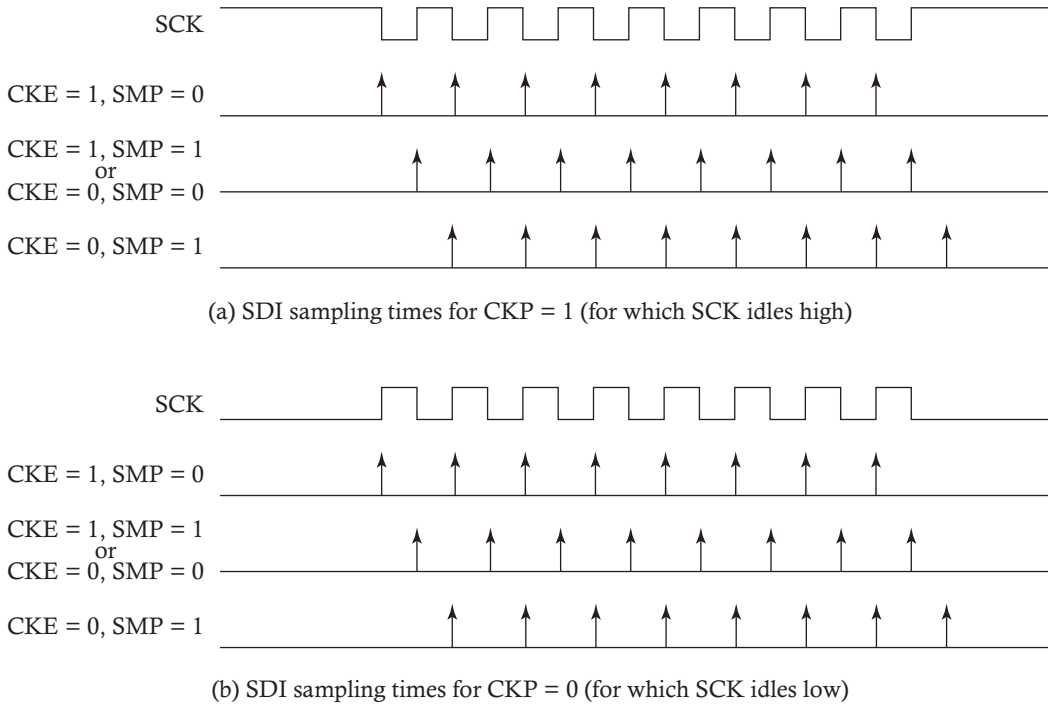 SCK
CKE = 1, SMP = 0
CKE = 1, SMP = 1
or
CKE = 0, SMP = 0
CKE = 0, SMP = 1
(a) SDI sampling times for CKP = 1 (for which SCK idles high)
SCK
CKE = 1, SMP = 0
CKE = 1, SMP = 1
or
CKE = 0, SMP = 0
CKE = 0, SMP = 1
(b) SDI sampling times for CKP = 0 (for which SCK idles low)